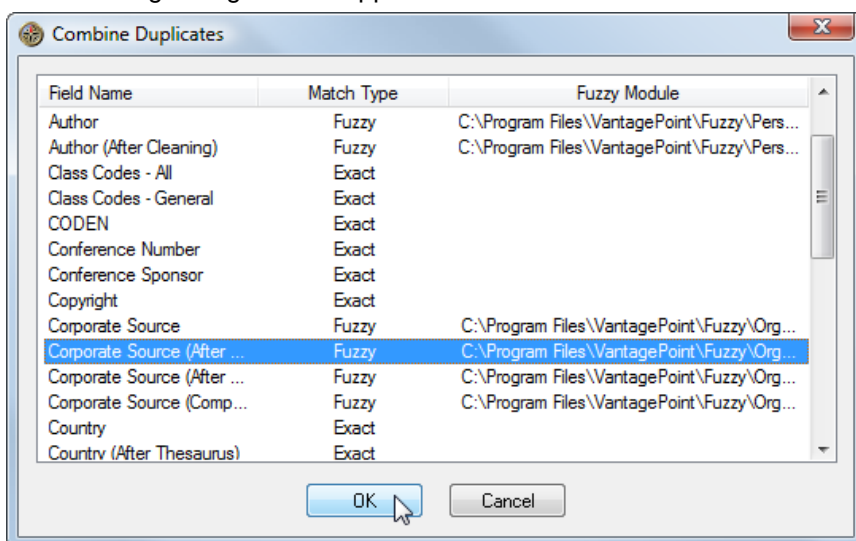 Combine Duplicates
Field Name Match Type Fuzzy Module
Author Fuzzy C:\Program Files\VantagePoint\Fuzzy\Pers...
Author (After Cleaning) Fuzzy C:\Program Files\VantagePoint\Fuzzy\Pers...
Class Codes - All Exact
Class Codes - General Exact
CODEN Exact
Conference Number Exact
Conference Sponsor Exact
Copyright Exact
Corporate Source Fuzzy C:\Program Files\VantagePoint\Fuzzy\Org...
Corporate Source (After ... Fuzzy C:\Program Files\VantagePoint\Fuzzy\Org...
Corporate Source (After ... Fuzzy C:\Program Files\VantagePoint\Fuzzy\Org...
Corporate Source (Comp... Fuzzy C:\Program Files\VantagePoint\Fuzzy\Org...
Country Exact
Country (After Thesaurus) Exact
OK Cancel